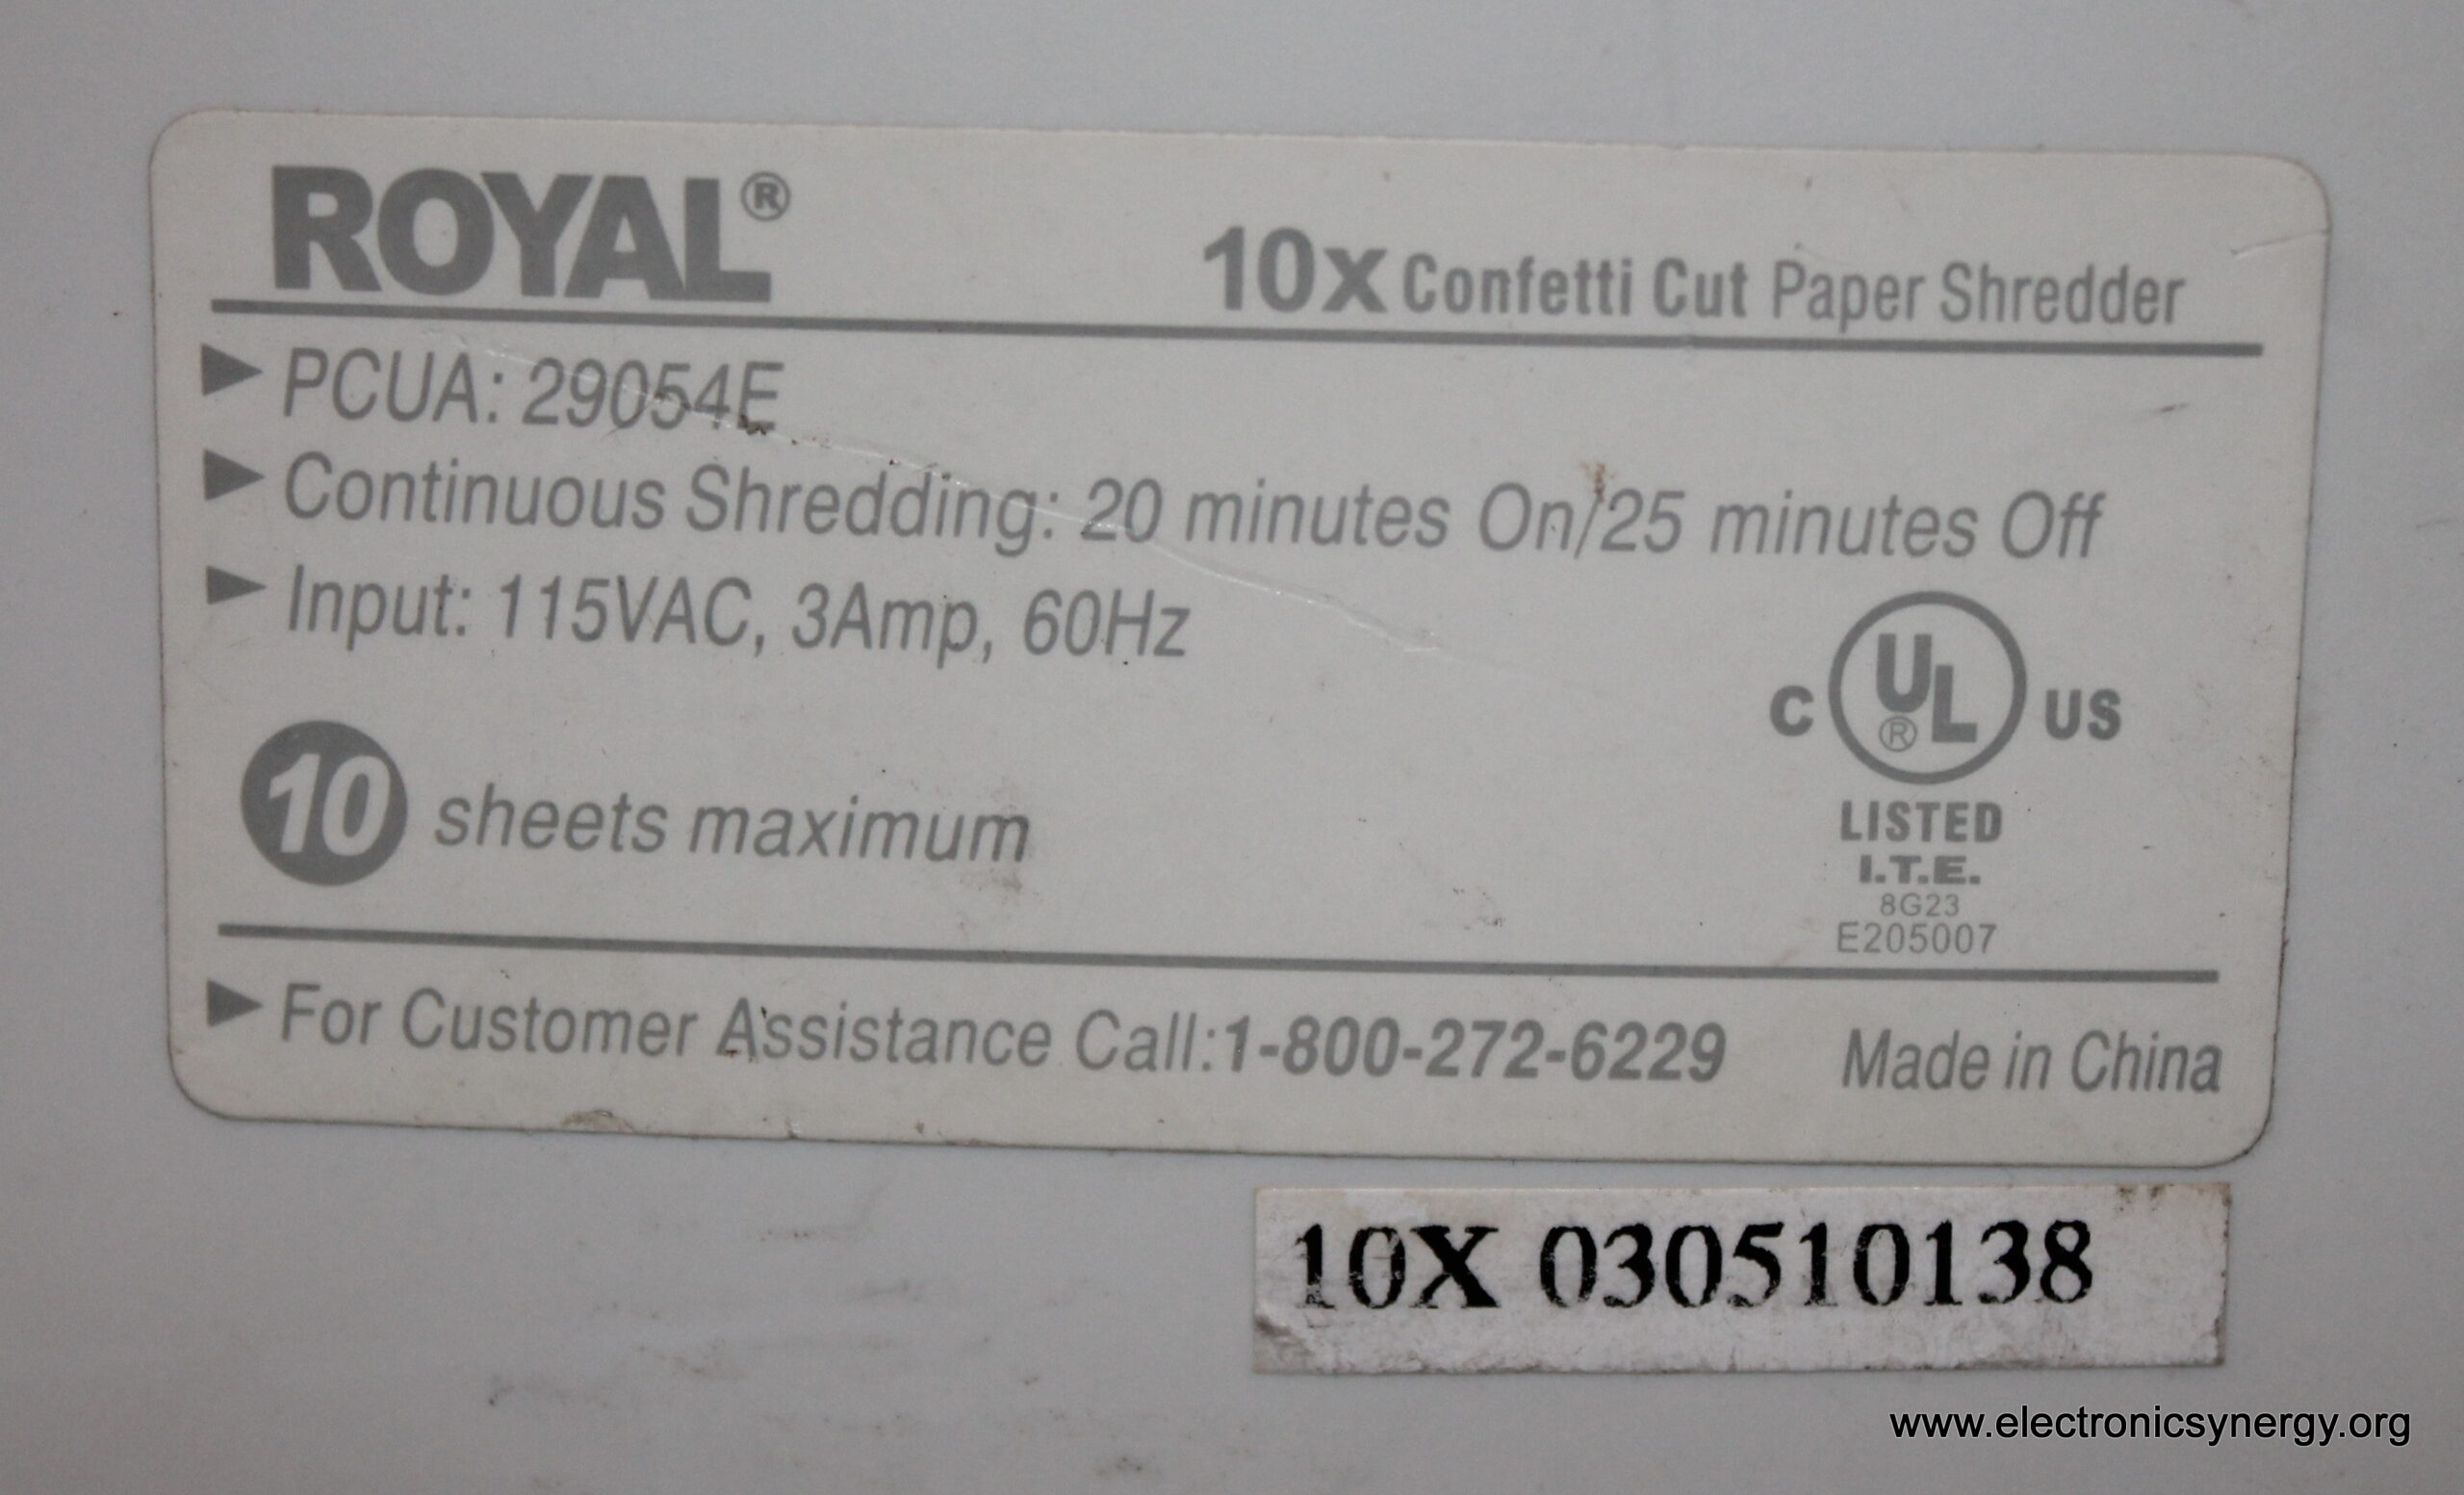 ROYAL®
10x Confetti Cut Paper Shredder
▶ PCUA: 29054E
▶ Continuous Shredding: 20 minutes On/25 minutes Off
▶ Input: 115VAC, 3Amp, 60Hz
C UL® US
LISTED
I.T.E.
8G23
E205007
10 sheets maximum
▶ For Customer Assistance Call:1-800-272-6229 Made in China
10X 030510138
www.electronicsynergy.org